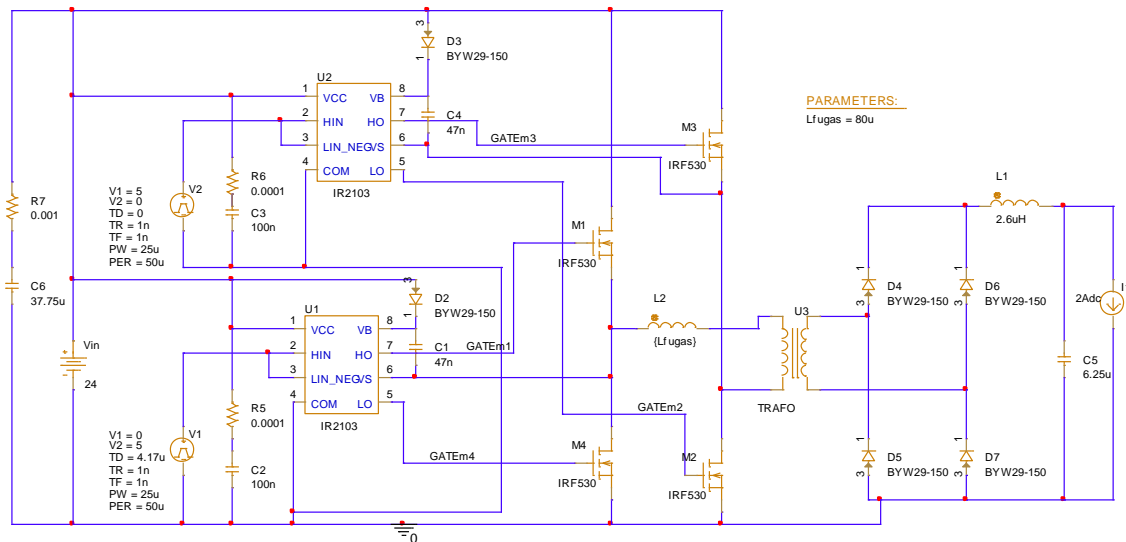 3
D3
BYW29-150
1
U2
1
VCC
VB
8
2
HIN
HO
7
3
LIN_NEG
VS
6
4
COM
LO
5
IR2103
C4
47n
GATEm3
M3
IRF530
PARAMETERS:
Lfugas = 80u
R7
0.001
V1 = 5
V2 = 0
TD = 0
TR = 1n
TF = 1n
PW = 25u
PER = 50u
V2
R6
0.0001
C3
100n
M1
IRF530
L1
2.6uH
C6
37.75u
3
D2
BYW29-150
1
U1
1
VCC
VB
8
2
HIN
HO
7
3
LIN_NEG
VS
6
4
COM
LO
5
IR2103
C1
47n
GATEm1
L2
{Lfugas}
U3
TRAFO
1
D4
BYW29-150
3
1
D6
BYW29-150
3
2Adc
I
C5
6.25u
Vin
24
R5
0.0001
C2
100n
V1 = 0
V2 = 5
TD = 4.17u
TR = 1n
TF = 1n
PW = 25u
PER = 50u
V1
GATEm2
GATEm4
M4
IRF530
M2
IRF530
1
D5
BYW29-150
3
1
D7
BYW29-150
3
0